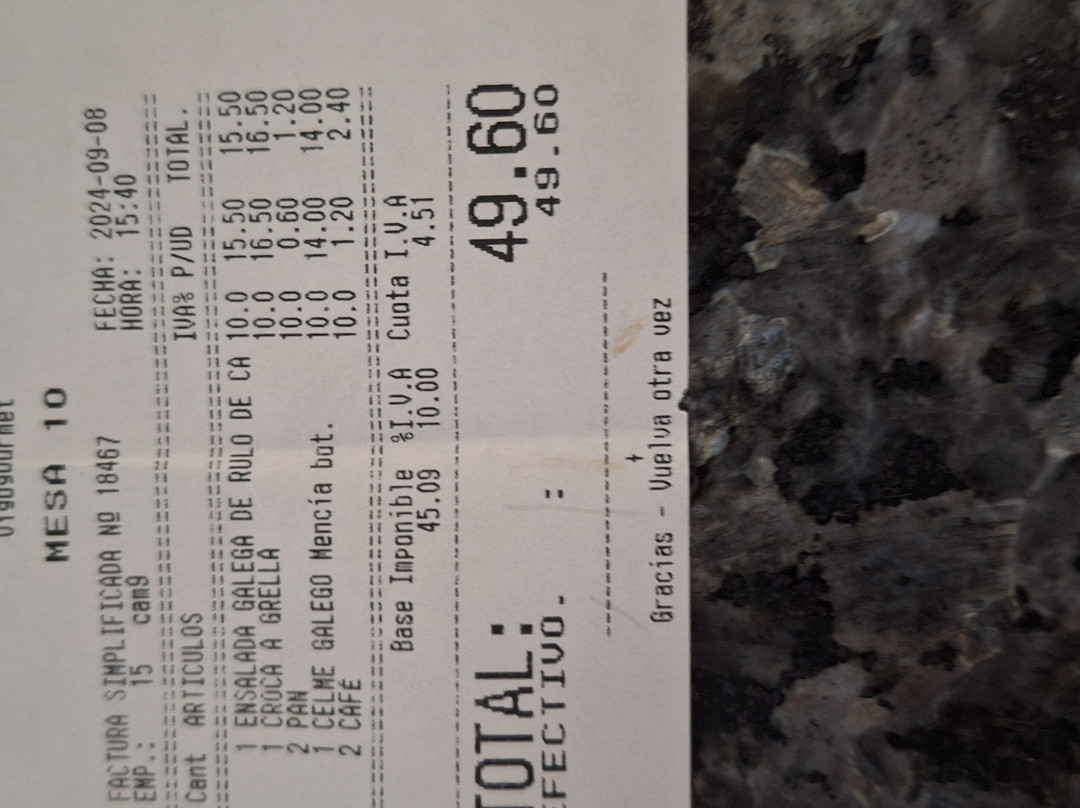 MESA 10
FACTURA SIMPLIFICADA Nº 18467 FECHA: 2024-09-08
EMP.: 15 cam9 HORA: 15:40
Cant ARTICULOS IVA% P/UD TOTAL.
1 ENSALADA GALEGA DE RULO DE CA 10.0 15.50 15.50
1 CROCA A GRELLA 10.0 16.50 16.50
2 PAN 10.0 0.60 1.20
1 CELME GALEGO Mencía bot. 10.0 14.00 14.00
2 CAFÉ 10.0 1.20 2.40
Base Imponible %I.V.A Cuota I.V.A
45.09 10.00 4.51
TOTAL: 49.60
EFECTIVO. : 49.60
Gracias - Vuelva otra vez